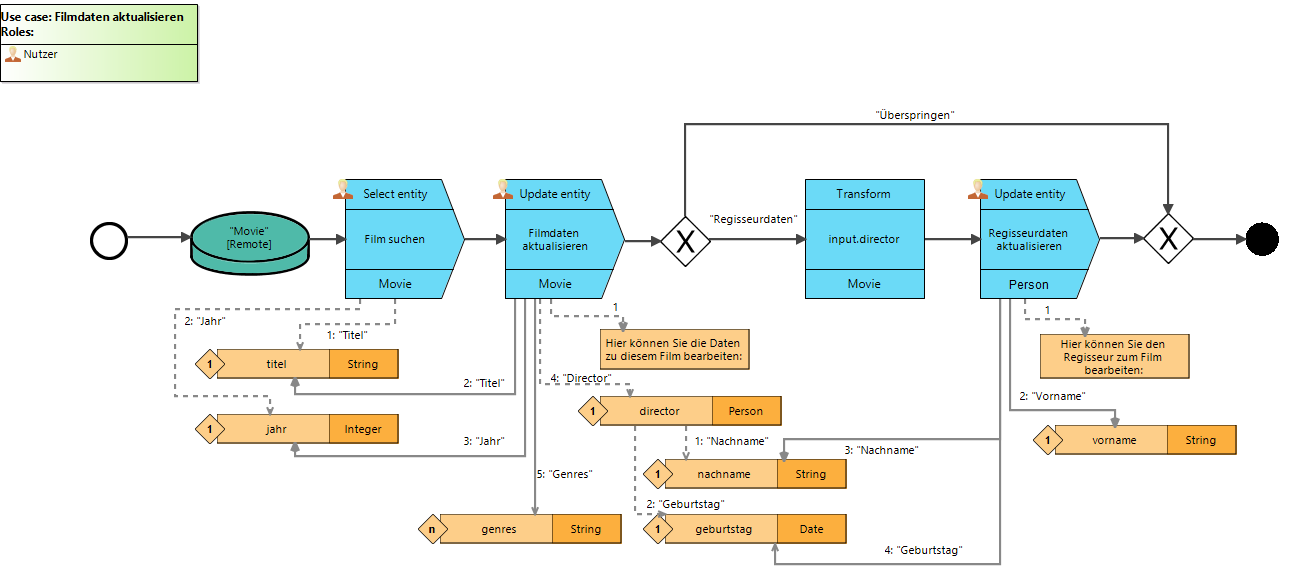 Use case: Filmdaten aktualisieren
Roles:
Nutzer
"Überspringen"
"Movie"
[Remote]
Select entity
Film suchen
Movie
Update entity
Filmdaten
aktualisieren
Movie
X
"Regisseurdaten"
Transform
input.director
Movie
Update entity
Regisseurdaten
aktualisieren
Person
X
2: "Jahr"
1: "Titel"
1
titel
String
2: "Titel"
1
jahr
Integer
3: "Jahr"
5: "Genres"
n
genres
String
1
Hier können Sie die Daten
zu diesem Film bearbeiten:
4: "Director"
1
director
Person
1: "Nachname"
1
nachname
String
2: "Geburtstag"
1
geburtstag
Date
3: "Nachname"
4: "Geburtstag"
1
Hier können Sie den
Regisseur zum Film
bearbeiten:
2: "Vorname"
1
vorname
String